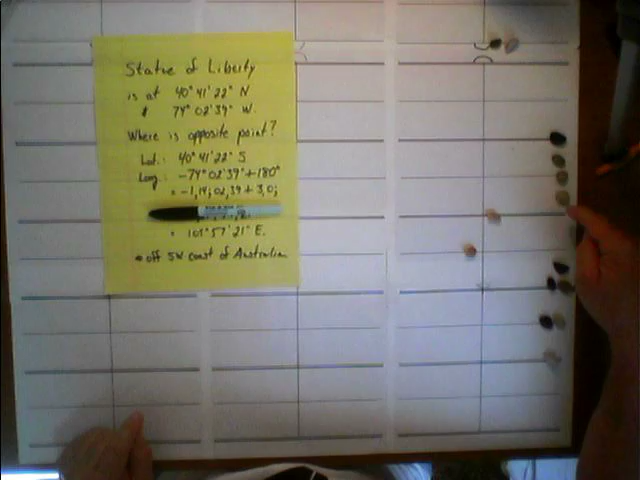 Statue of Liberty
is at 40° 41' 22" N
& 74° 02' 39" W.
Where is opposite point?
Lat.: 40° 41' 22" S
Long.: -74° 02' 39" + 180°
= -1,14; 02, 39 + 3, 0;
= 105° 57' 21" E.
off SW coast of Australia